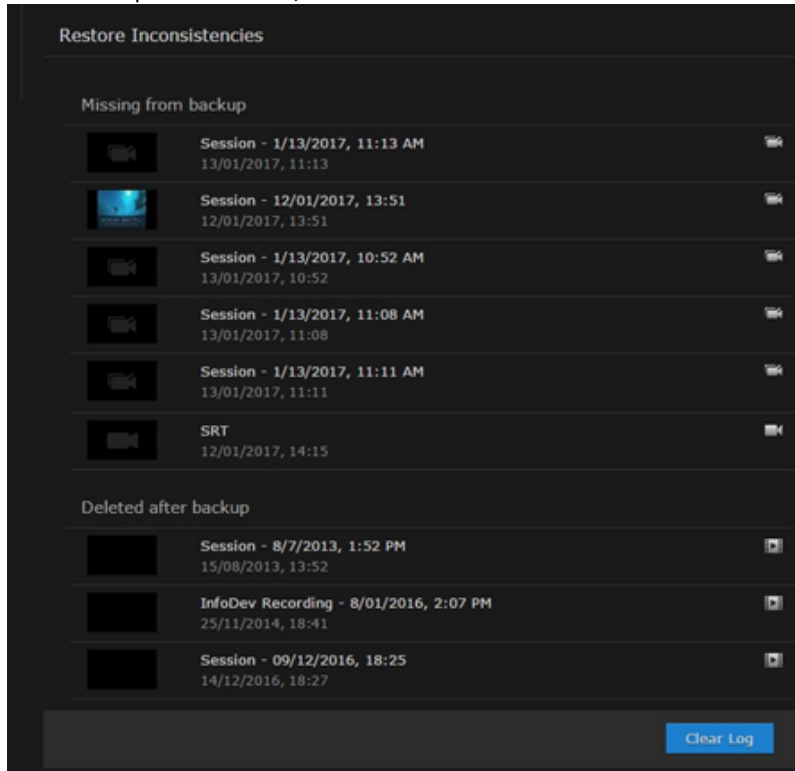 Restore Inconsistencies
Missing from backup
Session - 1/13/2017, 11:13 AM
13/01/2017, 11:13
Session - 12/01/2017, 13:51
12/01/2017, 13:51
Session - 1/13/2017, 10:52 AM
13/01/2017, 10:52
Session - 1/13/2017, 11:08 AM
13/01/2017, 11:08
Session - 1/13/2017, 11:11 AM
13/01/2017, 11:11
SRT
12/01/2017, 14:15
Deleted after backup
Session - 8/7/2013, 1:52 PM
15/08/2013, 13:52
InfoDev Recording - 8/01/2016, 2:07 PM
25/11/2014, 18:41
Session - 09/12/2016, 18:25
14/12/2016, 18:27
Clear Log